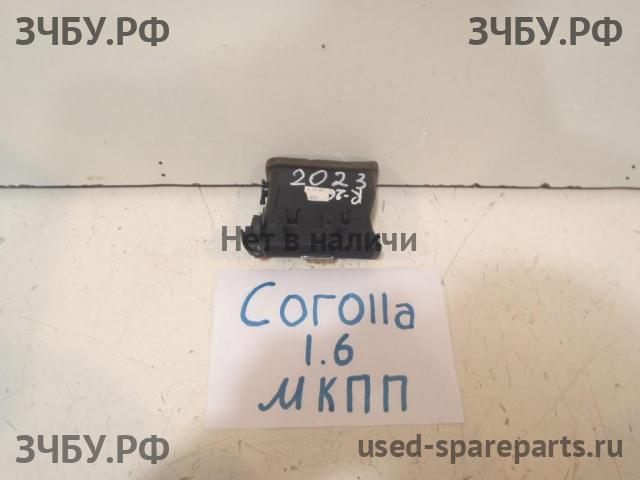 ЗЧБУ.РФ ЗЧБУ.РФ
2023
Нет в наличи
Corolla
1.6
МКПП
ЗЧБУ.РФ used-spareparts.ru